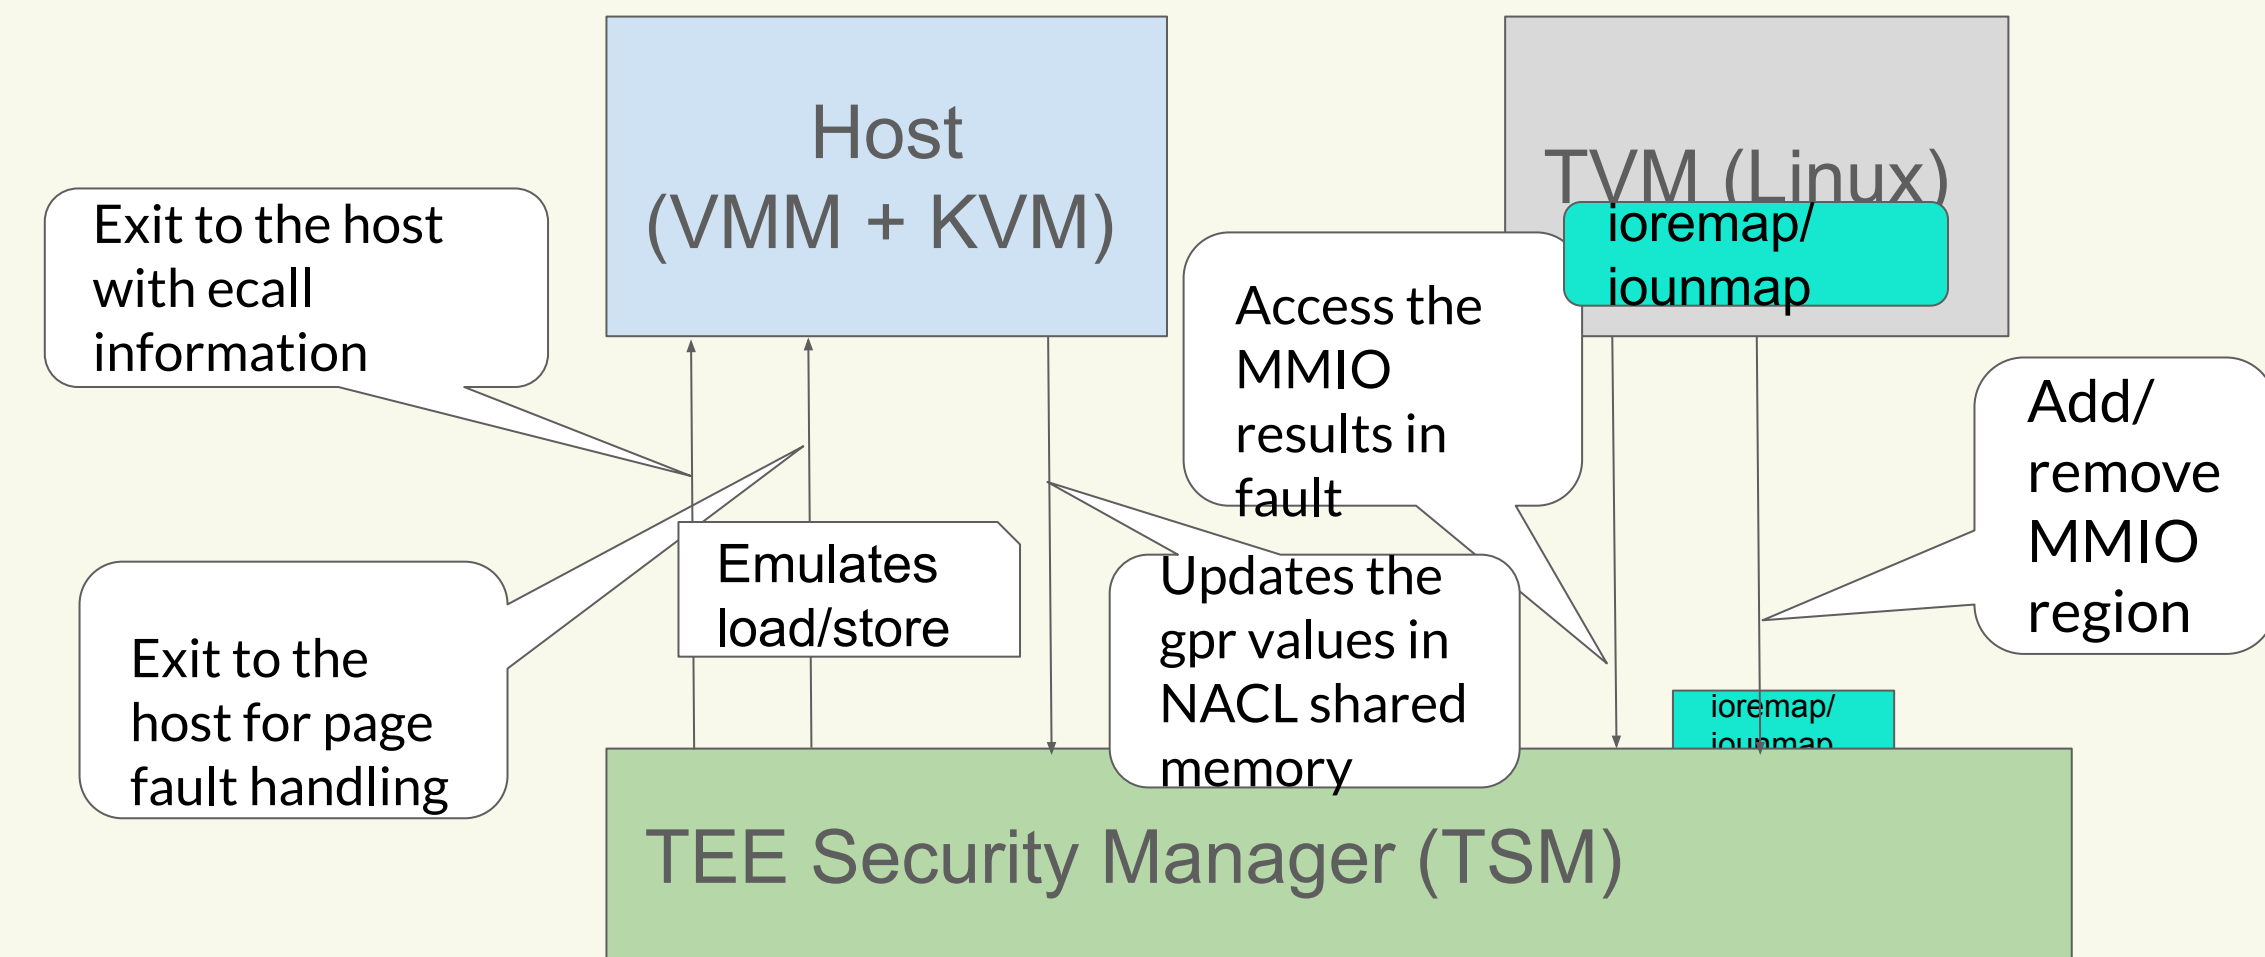 Host
(VMM + KVM)
TVM (Linux)
ioremap/
iounmap
Exit to the host
with ecall
information
Access the
MMIO
results in
fault
Add/
remove
MMIO
region
Emulates
load/store
Updates the
gpr values in
NACL shared
memory
Exit to the
host for page
fault handling
ioremap/
iounmap
TEE Security Manager (TSM)